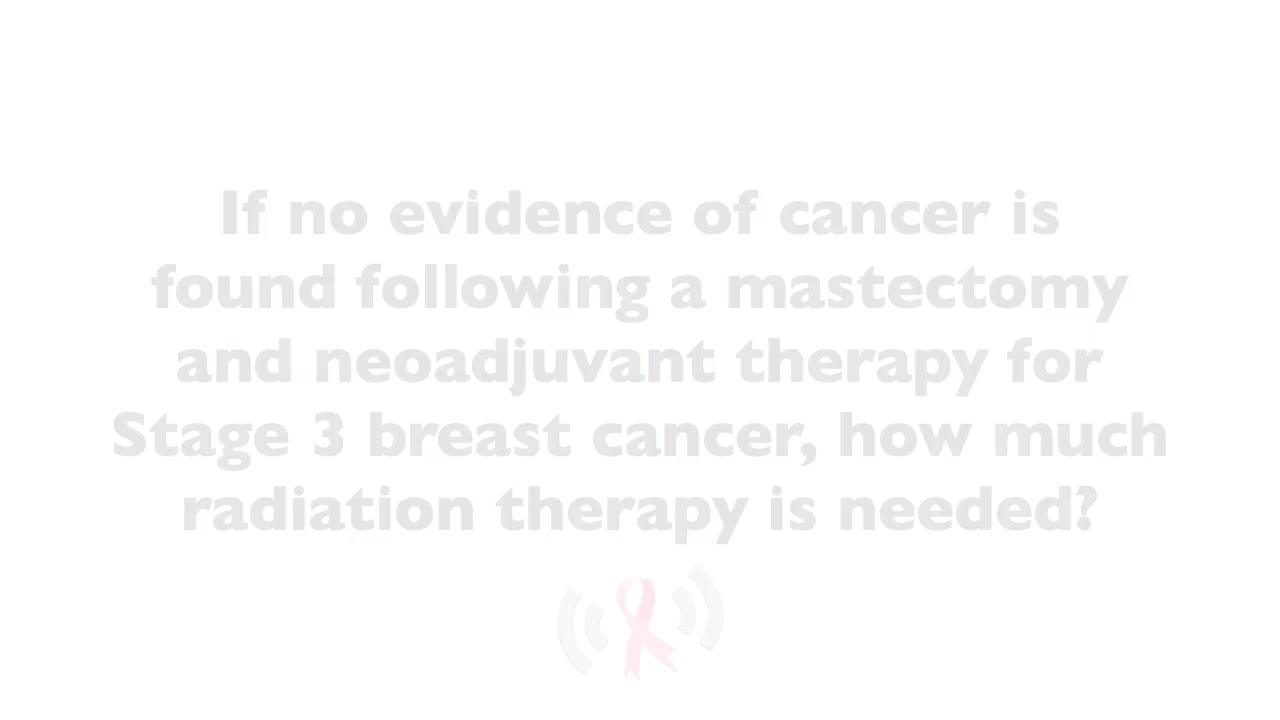 If no evidence of cancer is
found following a mastectomy
and neoadjuvant therapy for
Stage 3 breast cancer, how much
radiation therapy is needed?